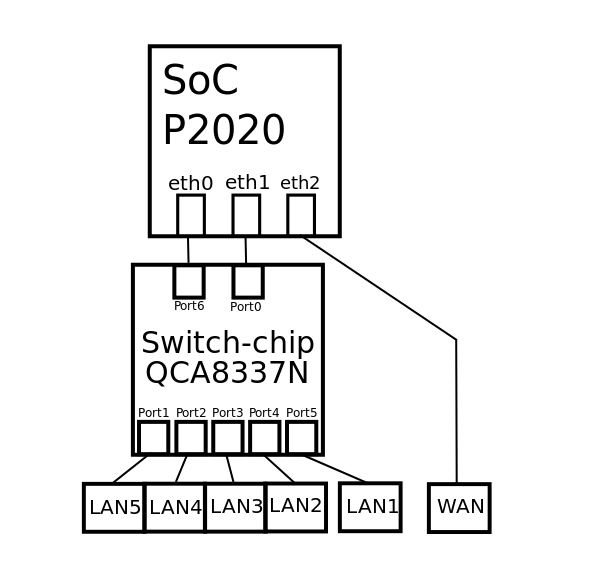 SoC
P2020
eth0 eth1 eth2
Port6 Port0
Switch-chip
QCA8337N
Port1 Port2 Port3 Port4 Port5
LAN5 LAN4 LAN3 LAN2 LAN1 WAN